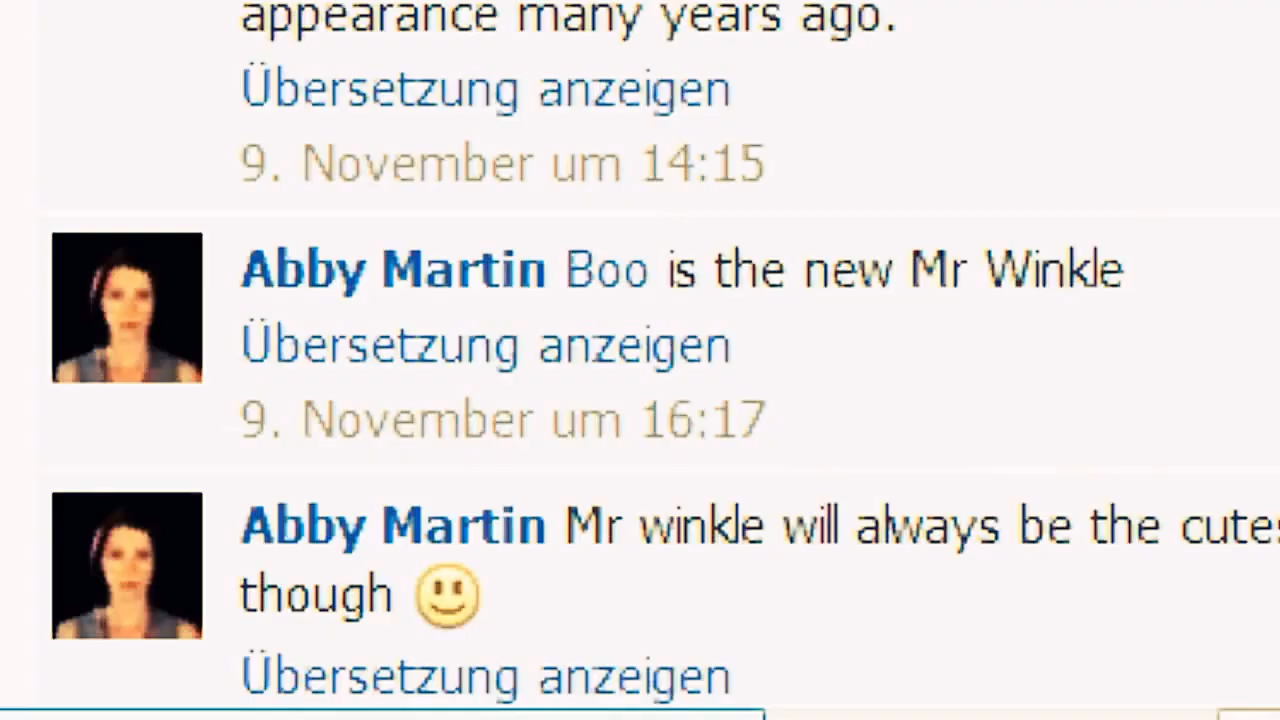 appearance many years ago.
Übersetzung anzeigen
9. November um 14:15
Abby Martin Boo is the new Mr Winkle
Übersetzung anzeigen
9. November um 16:17
Abby Martin Mr winkle will always be the
though
Übersetzung anzeigen